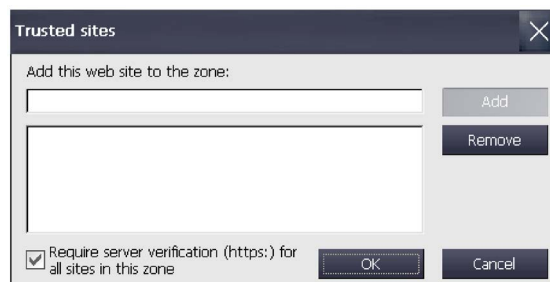 Trusted sites
Add this web site to the zone:
Add
Remove
Require server verification (https:) for
all sites in this zone
OK
Cancel